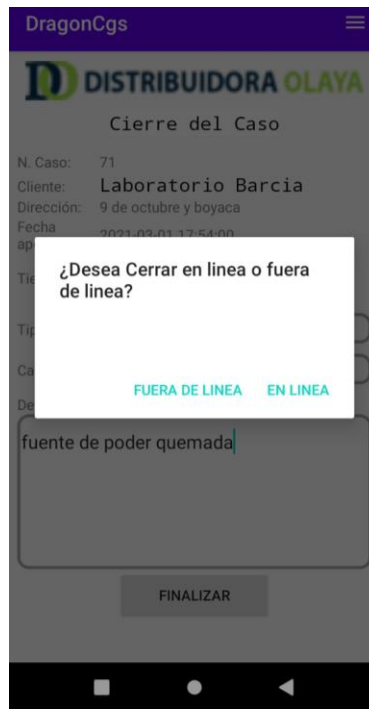 DragonCgs
DISTRIBUIDORA OLAYA
Cierre del Caso
N. Caso: 71
Cliente: Laboratorio Barcia
Dirección: 9 de octubre y boyaca
Fecha
2021-03-01 17:54:00
¿Desea Cerrar en linea o fuera
de linea?
FUERA DE LINEA EN LINEA
fuente de poder quemada
FINALIZAR